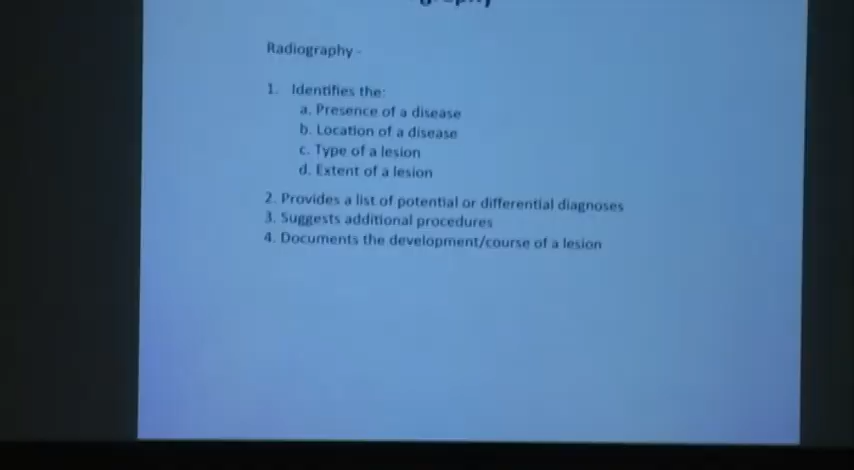 Radiography -
1. Identifies the:
a. Presence of a disease
b. Location of a disease
c. Type of a lesion
d. Extent of a lesion
2. Provides a list of potential or differential diagnoses
3. Suggests additional procedures
4. Documents the development/course of a lesion